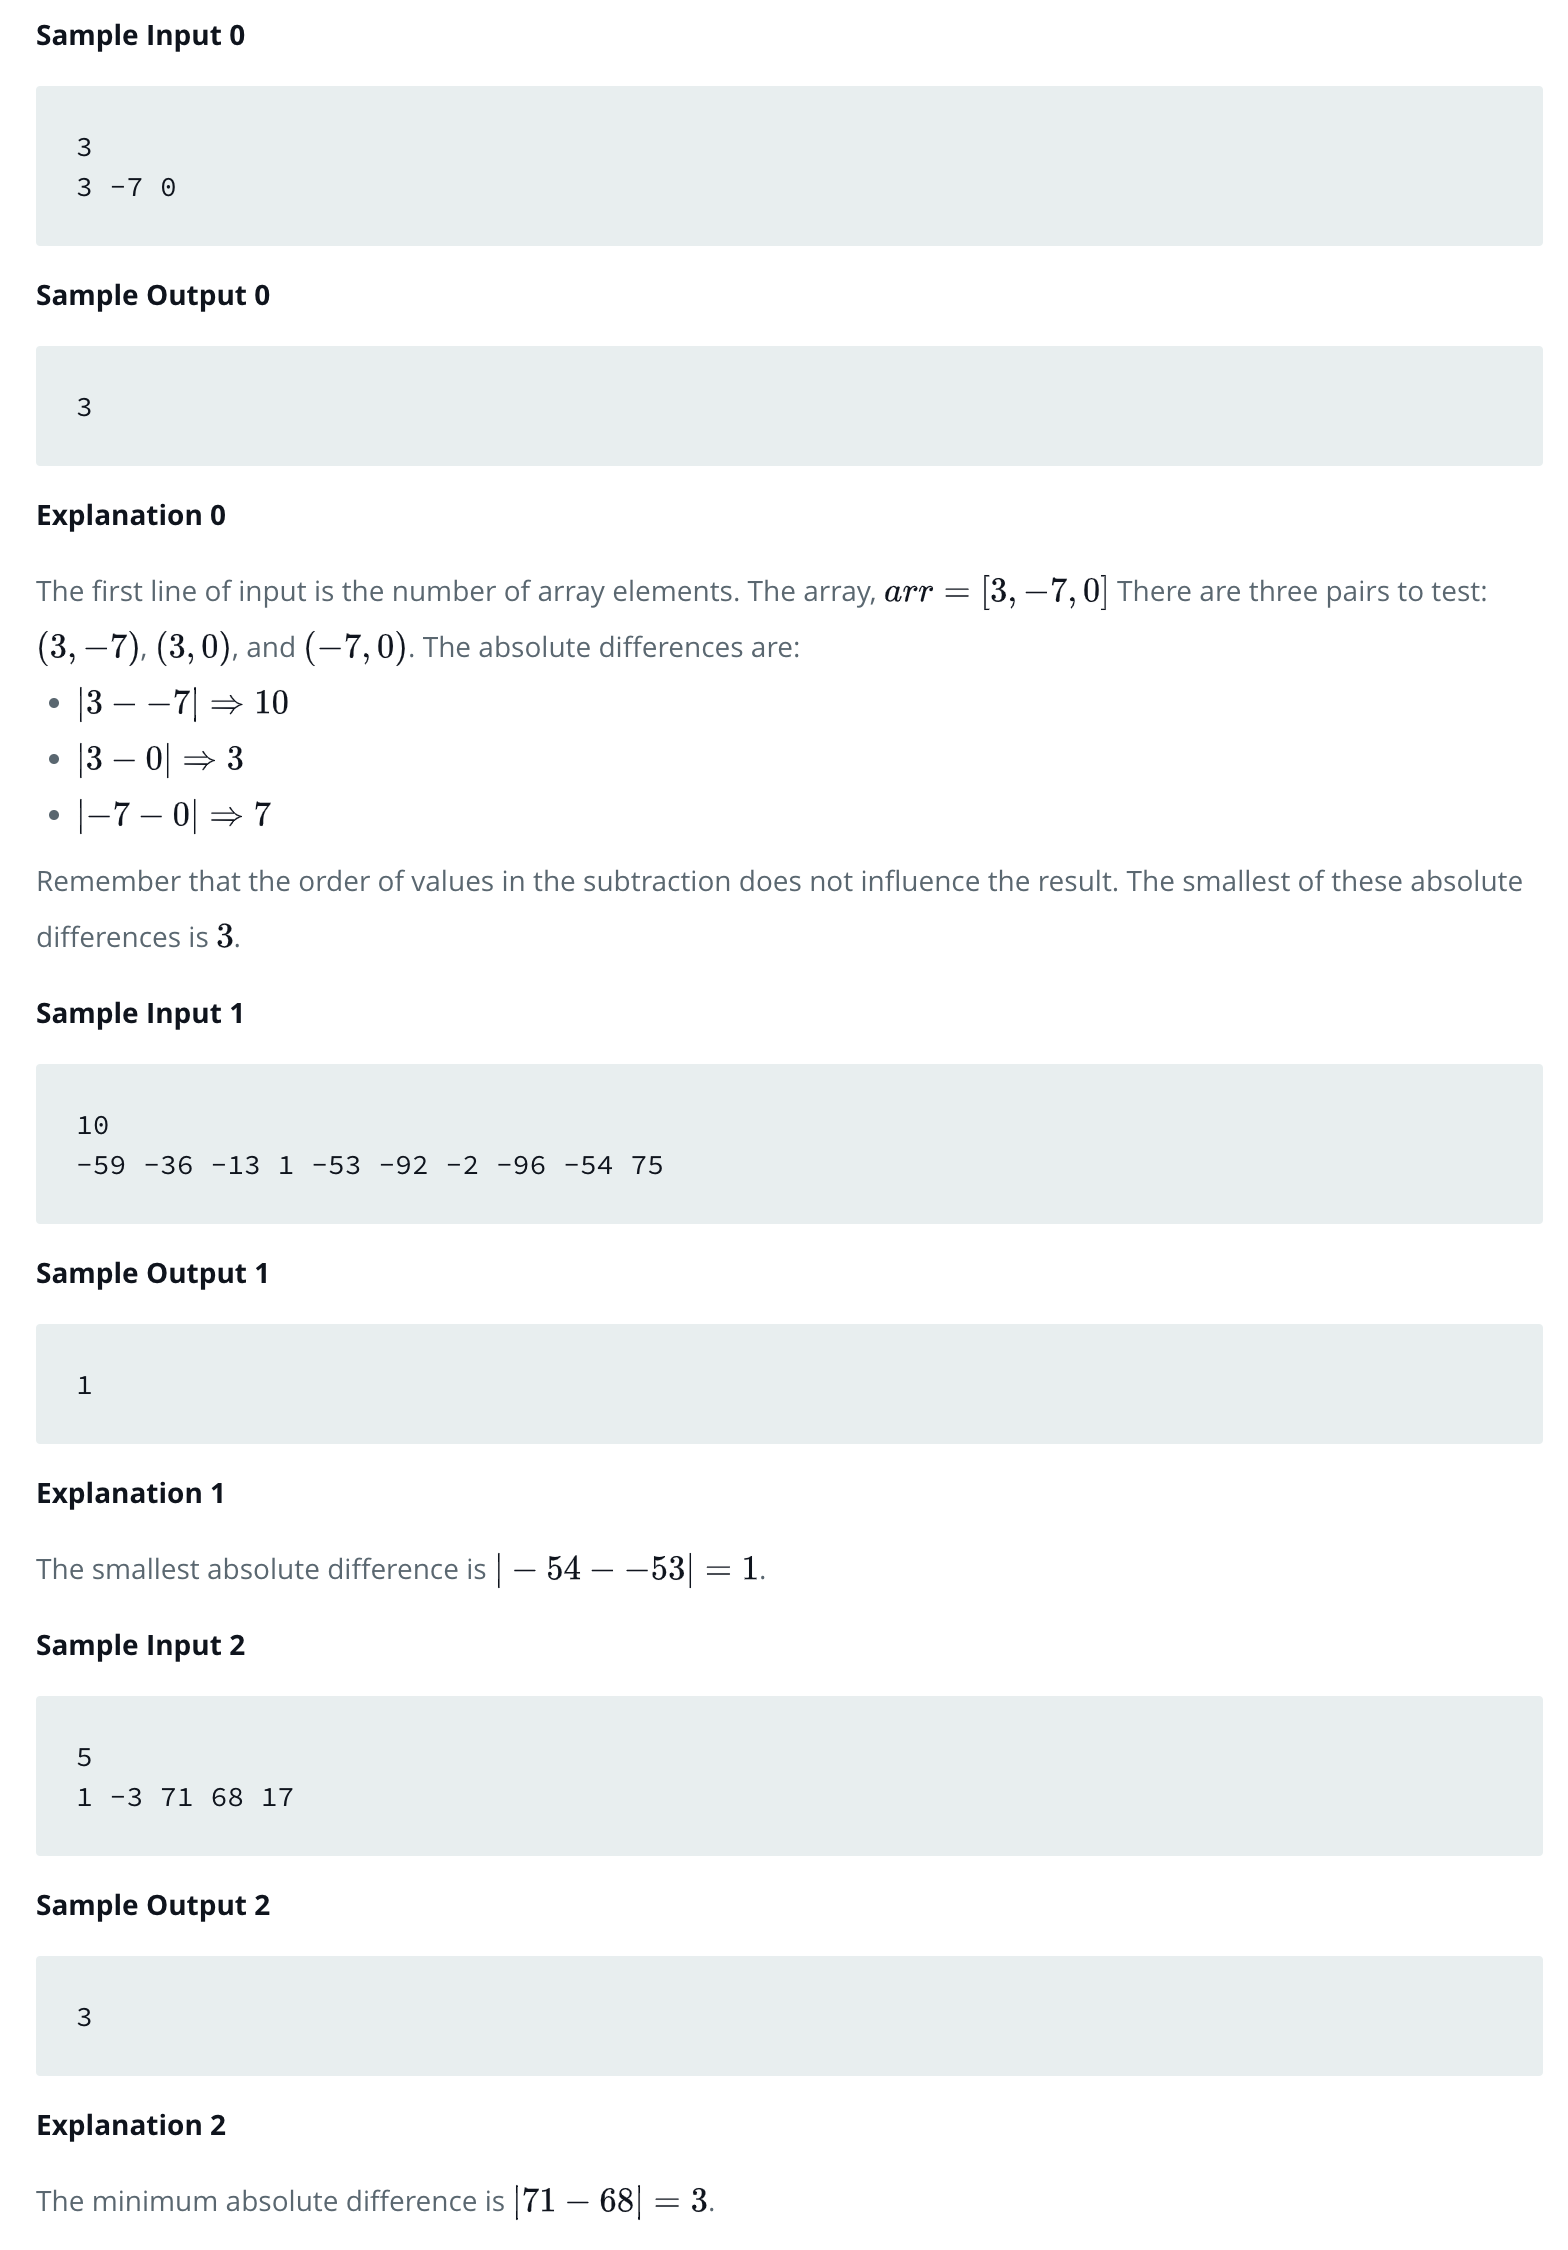 Sample Input 0
3
3 -7 0
Sample Output 0
3
Explanation 0
The first line of input is the number of array elements. The array, arr = [3, −7, 0] There are three pairs to test:
(3, −7), (3, 0), and (−7, 0). The absolute differences are:
• |3 − −7| ⇒ 10
• |3 − 0| ⇒ 3
• |−7 − 0| ⇒ 7
Remember that the order of values in the subtraction does not influence the result. The smallest of these absolute
differences is 3.
Sample Input 1
10
-59 -36 -13 1 -53 -92 -2 -96 -54 75
Sample Output 1
1
Explanation 1
The smallest absolute difference is | − 54 − −53| = 1.
Sample Input 2
5
1 -3 71 68 17
Sample Output 2
3
Explanation 2
The minimum absolute difference is |71 − 68| = 3.